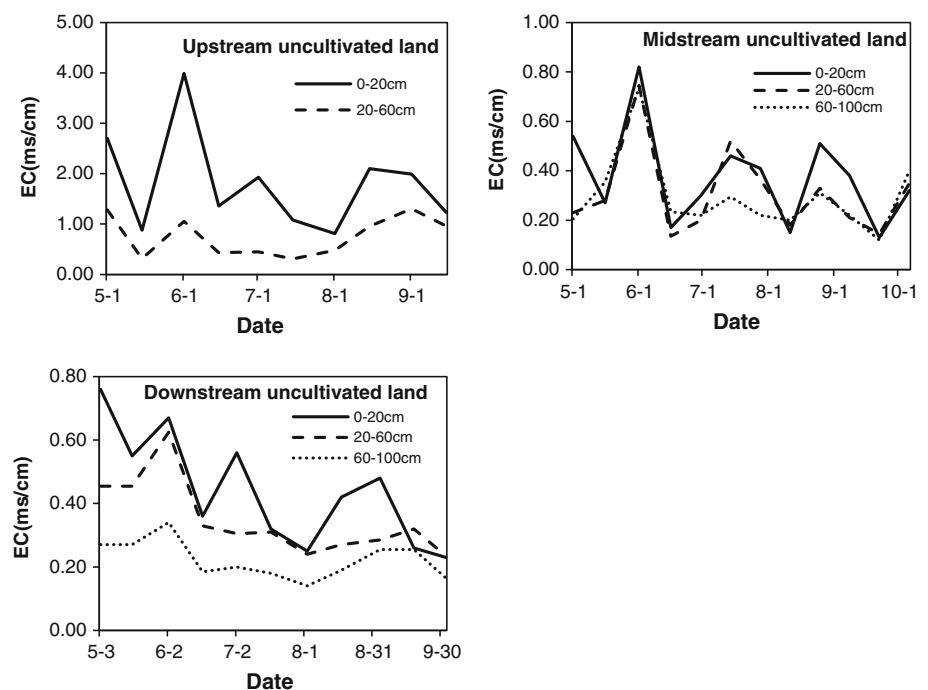 Upstream uncultivated land
0-20cm
20-60cm
EC(ms/cm)
5.00
4.00
3.00
2.00
1.00
0.00
5-1 6-1 7-1 8-1 9-1
Date
Midstream uncultivated land
0-20cm
20-60cm
60-100cm
EC(ms/cm)
1.00
0.80
0.60
0.40
0.20
0.00
5-1 6-1 7-1 8-1 9-1 10-1
Date
Downstream uncultivated land
0-20cm
20-60cm
60-100cm
EC(ms/cm)
0.80
0.60
0.40
0.20
0.00
5-3 6-2 7-2 8-1 8-31 9-30
Date